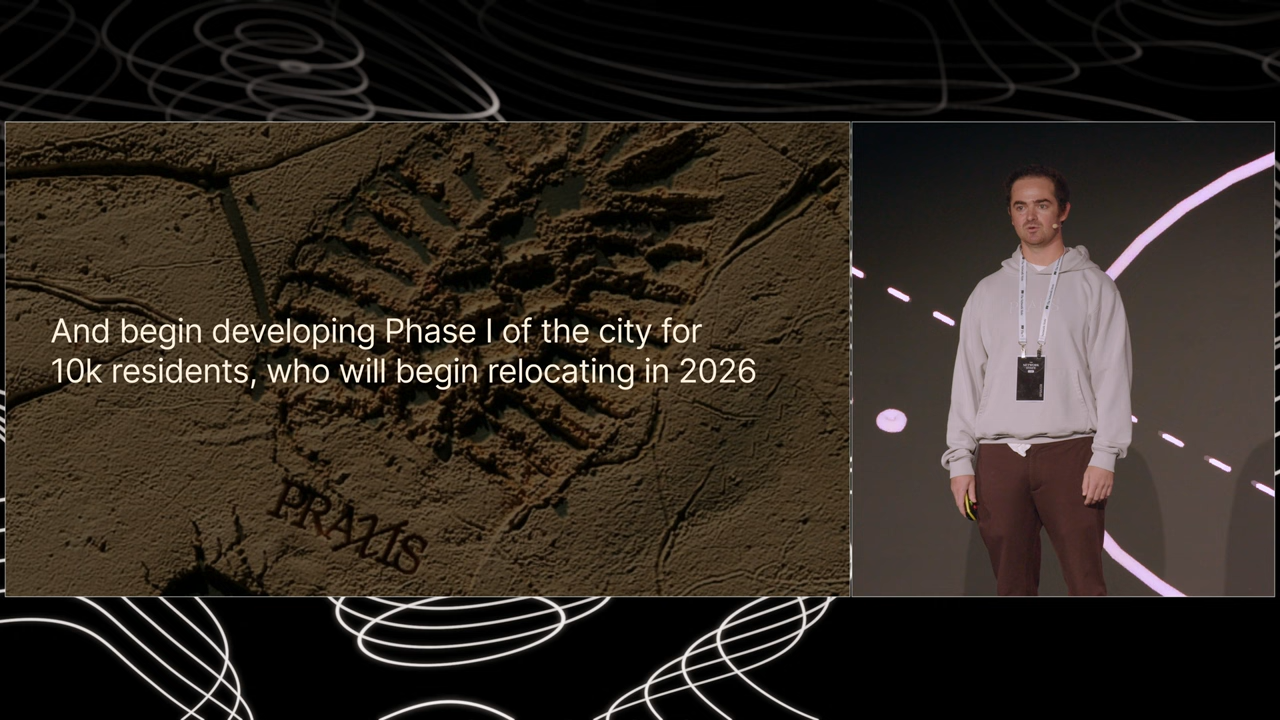 And begin developing Phase I of the city for
10k residents, who will begin relocating in 2026
PRAXIS